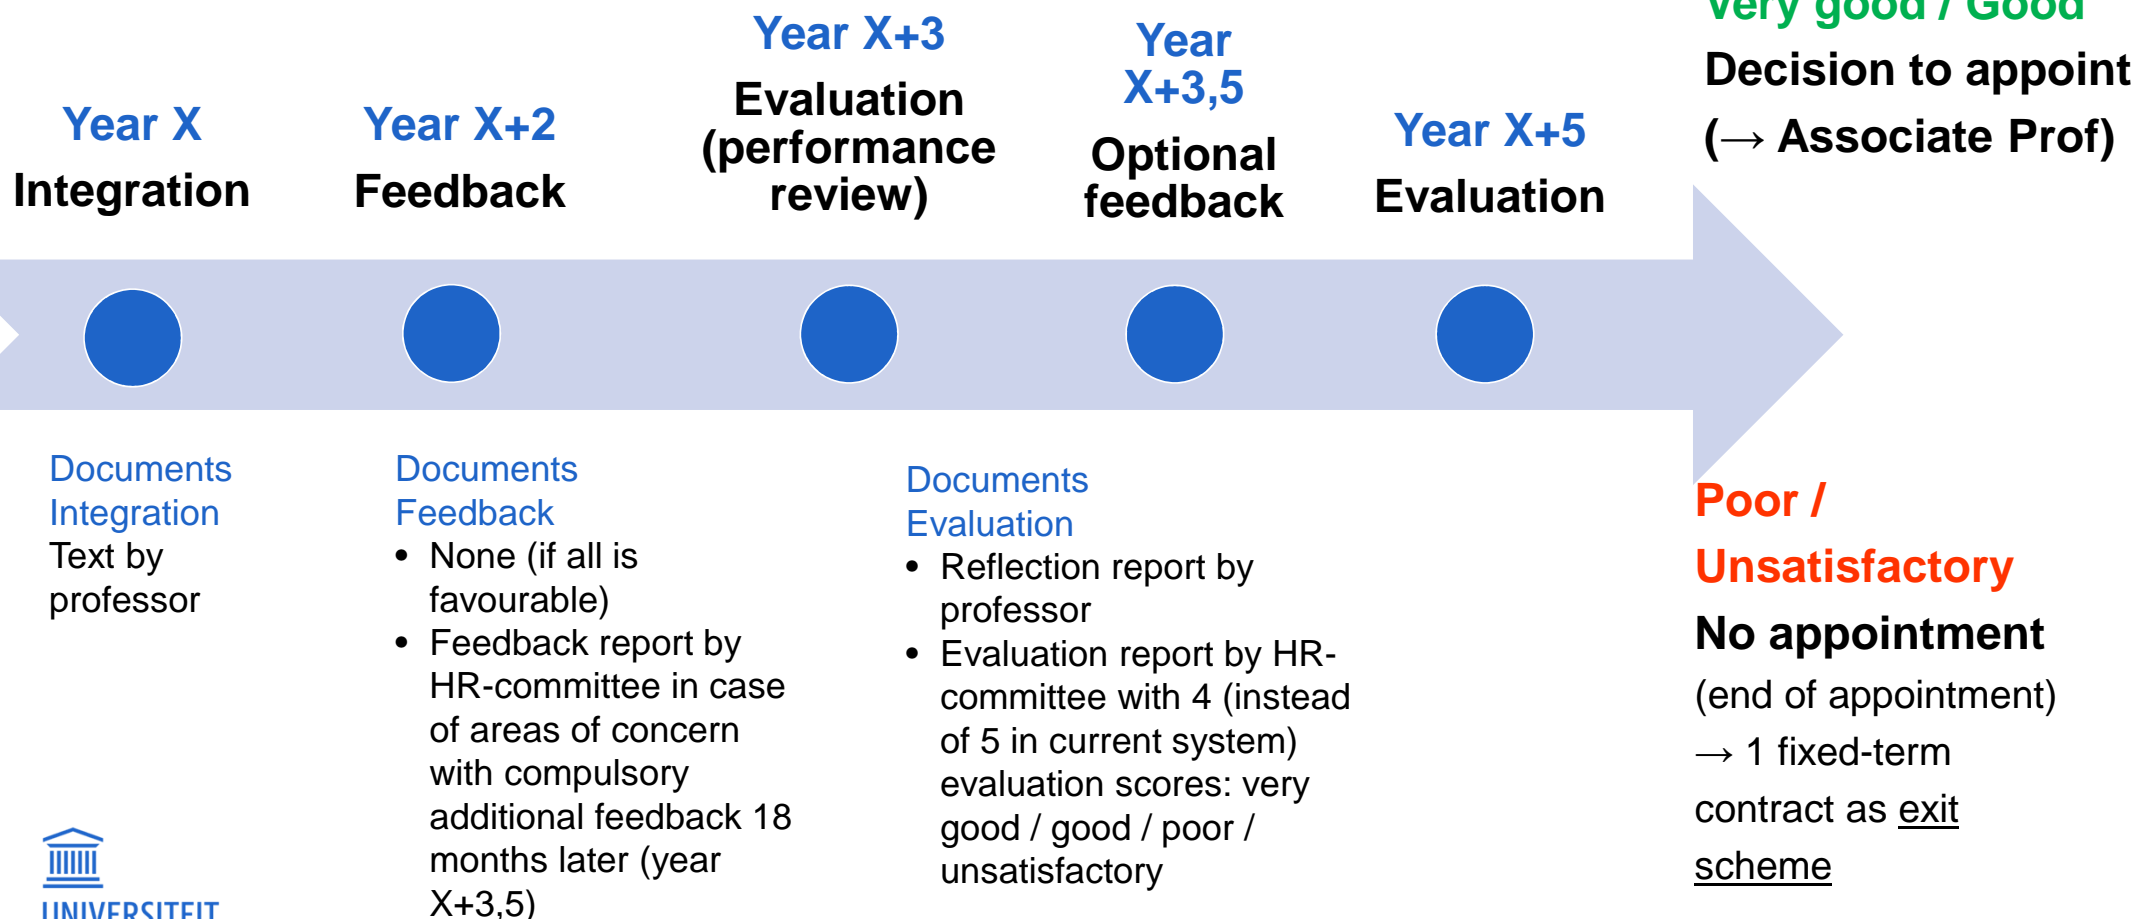 Year X
Integration
Year X+2
Feedback
Year X+3
Evaluation
(performance
review)
Year
X+3,5
Optional
feedback
Year X+5
Evaluation
Very good / Good
Decision to appoint
(→ Associate Prof)
Documents
Integration
Text by
professor
Documents
Feedback
• None (if all is
favourable)
• Feedback report by
HR-committee in case
of areas of concern
with compulsory
additional feedback 18
months later (year
X+3,5)
Documents
Evaluation
• Reflection report by
professor
• Evaluation report by HR-
committee with 4 (instead
of 5 in current system)
evaluation scores: very
good / good / poor /
unsatisfactory
Poor /
Unsatisfactory
No appointment
(end of appointment)
→ 1 fixed-term
contract as exit
scheme
UNIVERSITEIT